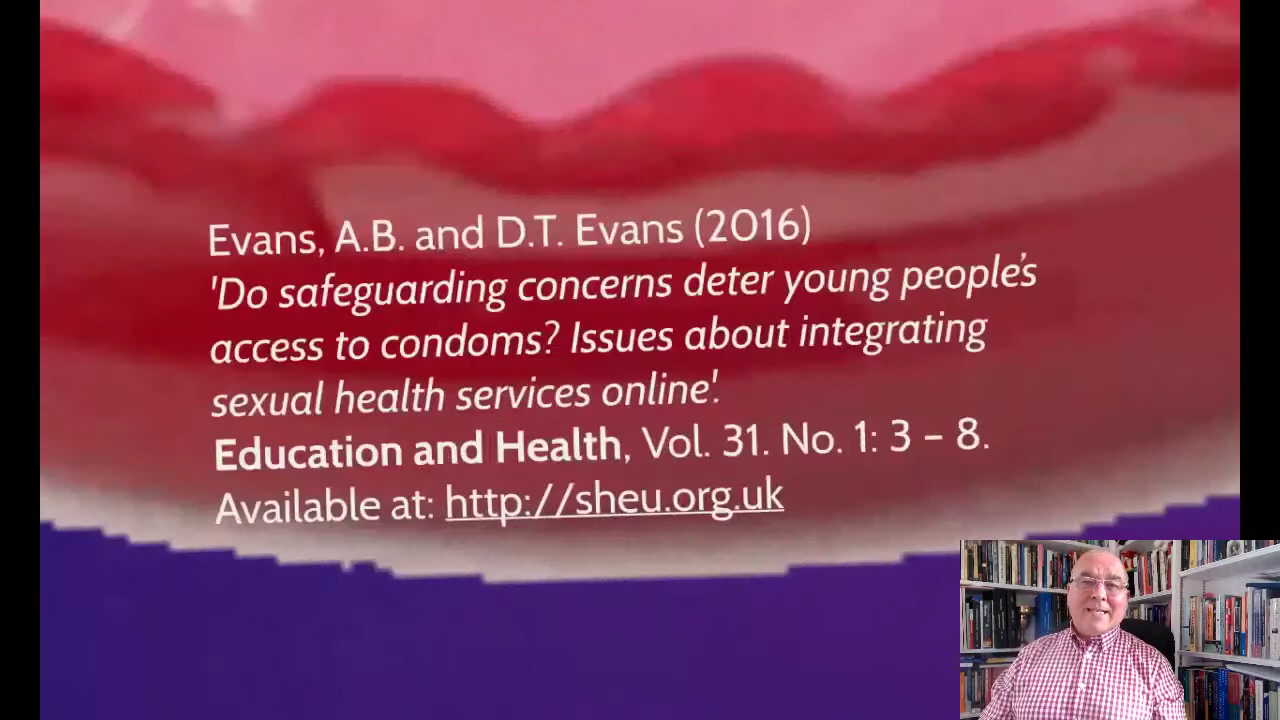 Evans, A.B. and D.T. Evans (2016)
'Do safeguarding concerns deter young people's
access to condoms? Issues about integrating
sexual health services online'.
Education and Health, Vol. 31. No. 1: 3 – 8.
Available at: http://sheu.org.uk